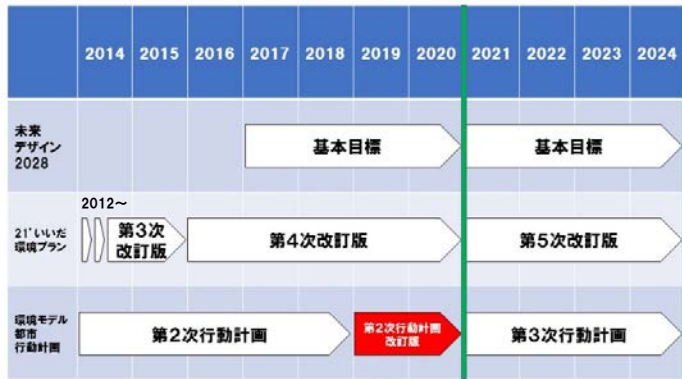 2014 2015 2016 2017 2018 2019 2020 2021 2022 2023 2024
未来
デザイン
2028
基本目標
基本目標
2012～
21'いいだ
環境プラン
第3次
改訂版
第4次改訂版
第5次改訂版
環境モデル
都市
行動計画
第2次行動計画
第2次行動計画
改訂版
第3次行動計画